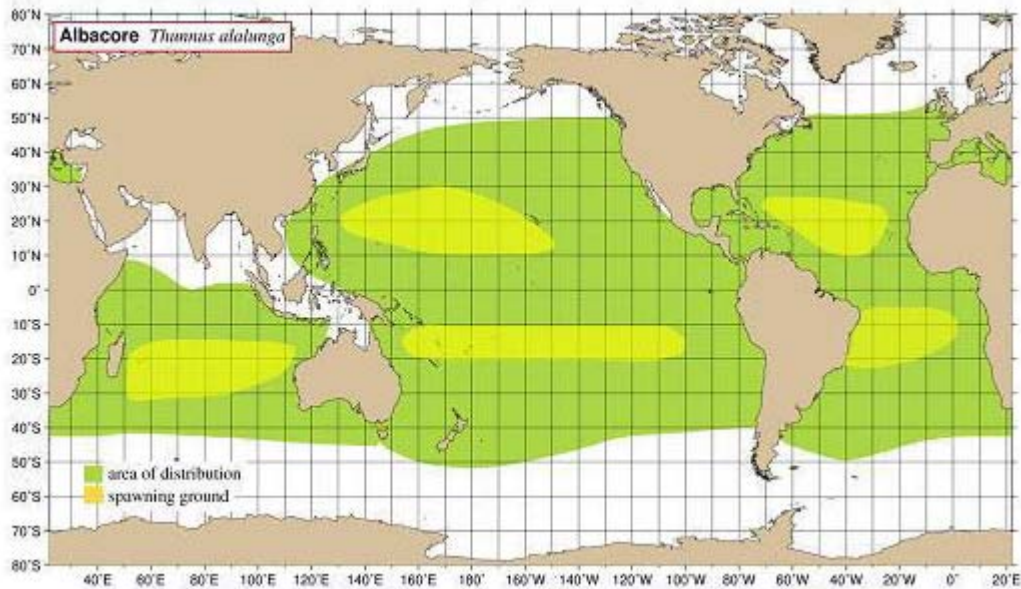 80°N
Albacore Thunnus alalunga
70°N
60°N
50°N
40°N
30°N
20°N
10°N
0°
10°S
20°S
30°S
40°S
50°S
area of distribution
spawning ground
60°S
70°S
80°S
40°E 60°E 80°E 100°E 120°E 140°E 160°E 180° 160°W 140°W 120°W 100°W 80°W 60°W 40°W 20°W 0° 20°E